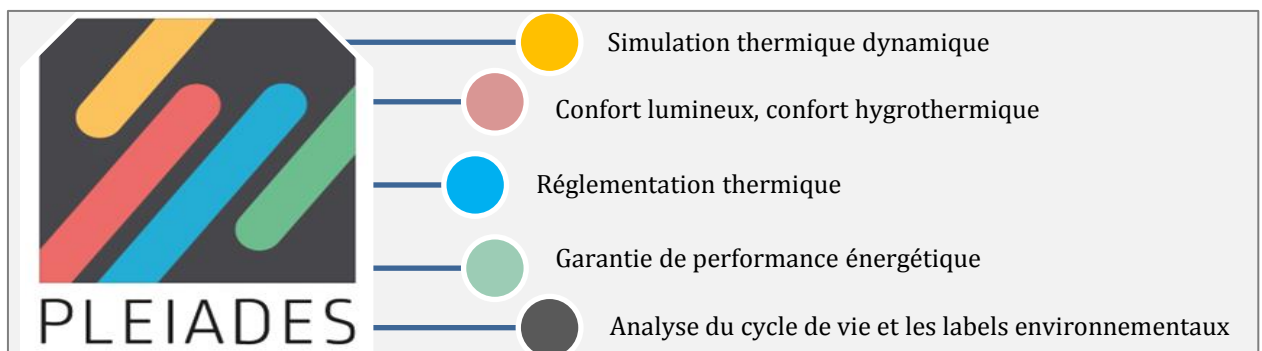 Simulation thermique dynamique
Confort lumineux, confort hygrothermique
Réglementation thermique
Garantie de performance énergétique
PLEIADES
Analyse du cycle de vie et les labels environnementaux